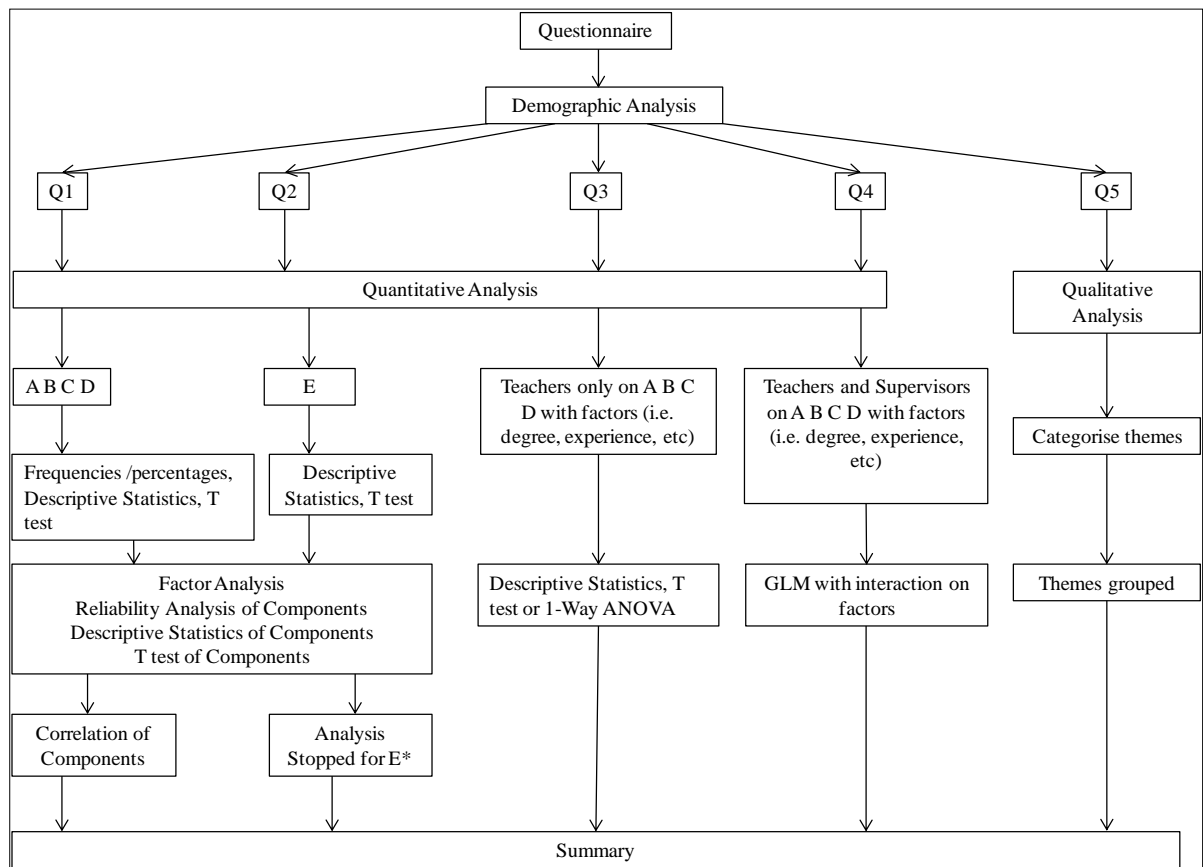 Questionnaire
Demographic Analysis
Q1
Q2
Q3
Q4
Q5
Quantitative Analysis
Qualitative
Analysis
A B C D
E
Teachers only on A B C
D with factors (i.e.
degree, experience, etc)
Teachers and Supervisors
on A B C D with factors
(i.e. degree, experience,
etc)
Categorise themes
Frequencies /percentages,
Descriptive Statistics, T
test
Descriptive
Statistics, T test
Factor Analysis
Reliability Analysis of Components
Descriptive Statistics of Components
T test of Components
Descriptive Statistics, T
test or 1-Way ANOVA
GLM with interaction on
factors
Themes grouped
Correlation of
Components
Analysis
Stopped for E*
Summary